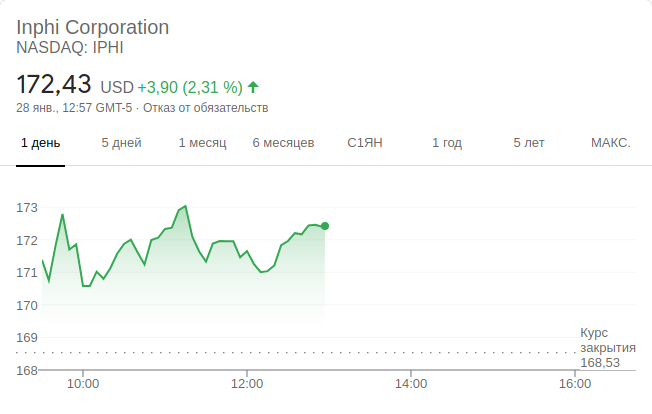 Inphi Corporation
NASDAQ: IPHI
172,43 USD +3,90 (2,31 %)
28 янв., 12:57 GMT-5 · Отказ от обязательств
1 день 5 дней 1 месяц 6 месяцев С1ЯН 1 год 5 лет МАКС.
173
172
171
170
169
Курс
закрытия
168,53
168
10:00 12:00 14:00 16:00